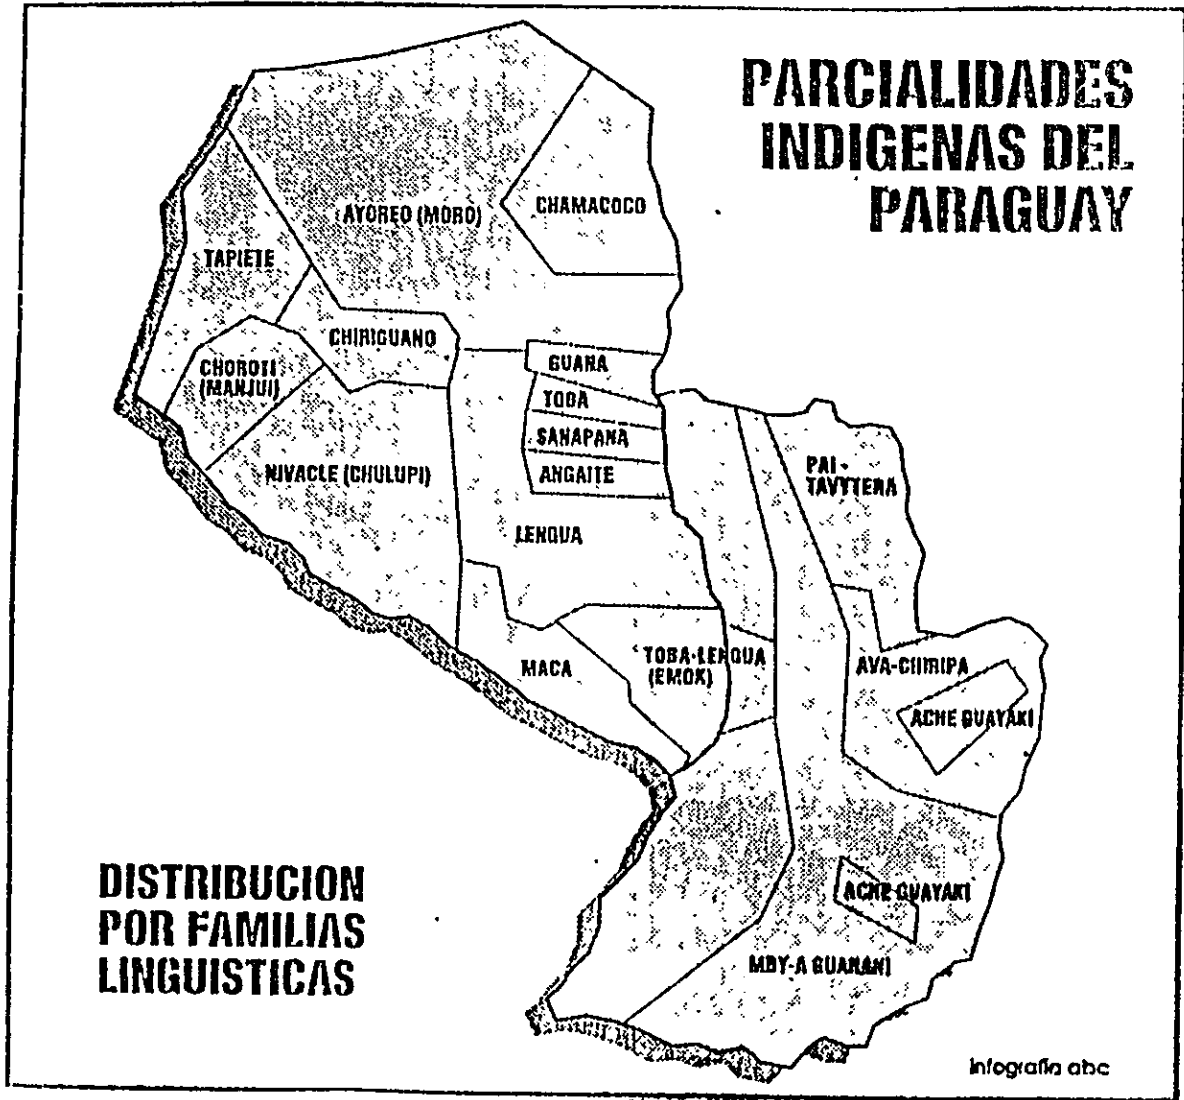 PARCIALIDADES
INDIGENAS DEL
PARAGUAY
AYOREO (MORO)
CHAMACOCO
TAPIETE
CHIRIGUANO
CHOROTI
(MANJUI)
GUANA
TOBA
SANAPANA
ANGAITE
NIVACLE (CHULUPI)
PAI-
TAVYTERA
LENGUA
MACA
TOBA-LENGUA
(EMOK)
AVA-CHIRIPA
ACHE GUAYAKI
ACHE GUAYAKI
MBY-A GUARANI
DISTRIBUCION
POR FAMILIAS
LINGUISTICAS
Infografía abc